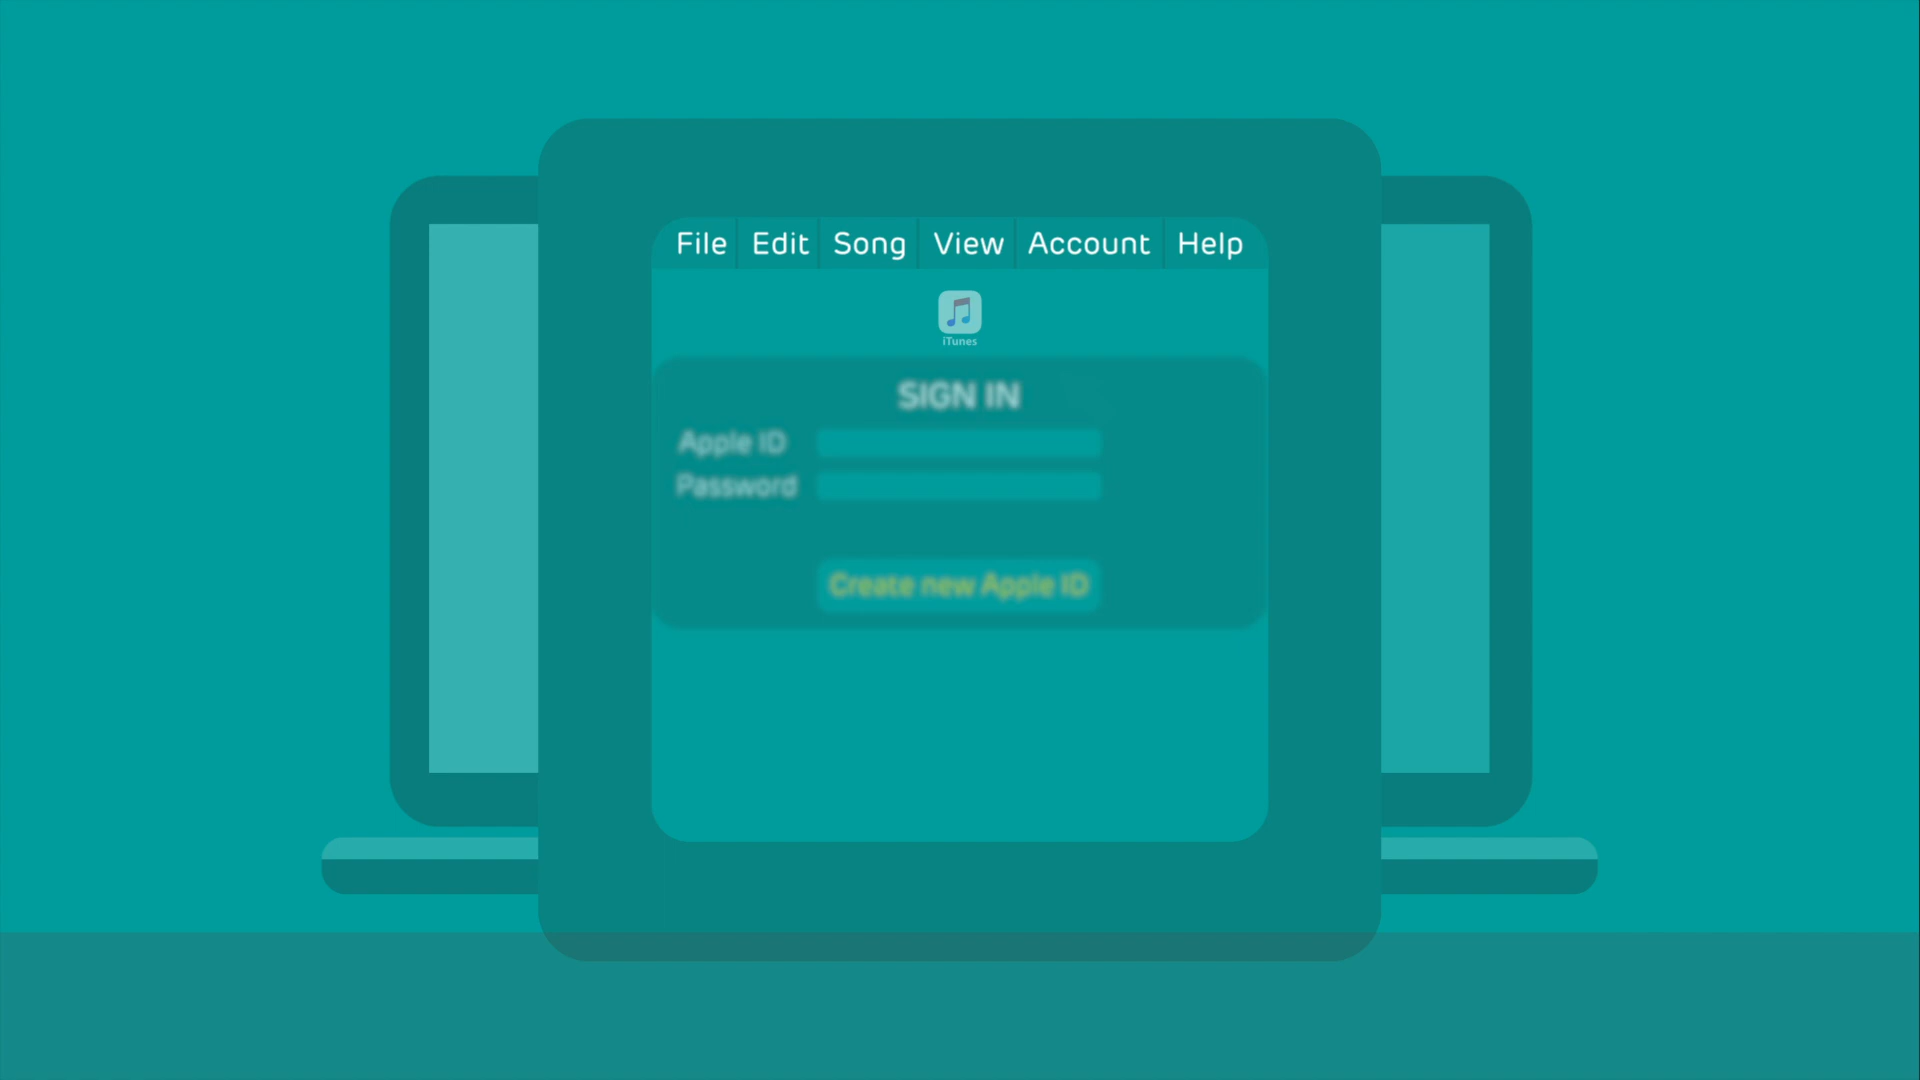 File Edit Song View Account Help
iTunes
SIGN IN
Apple ID
Password
Create new Apple ID